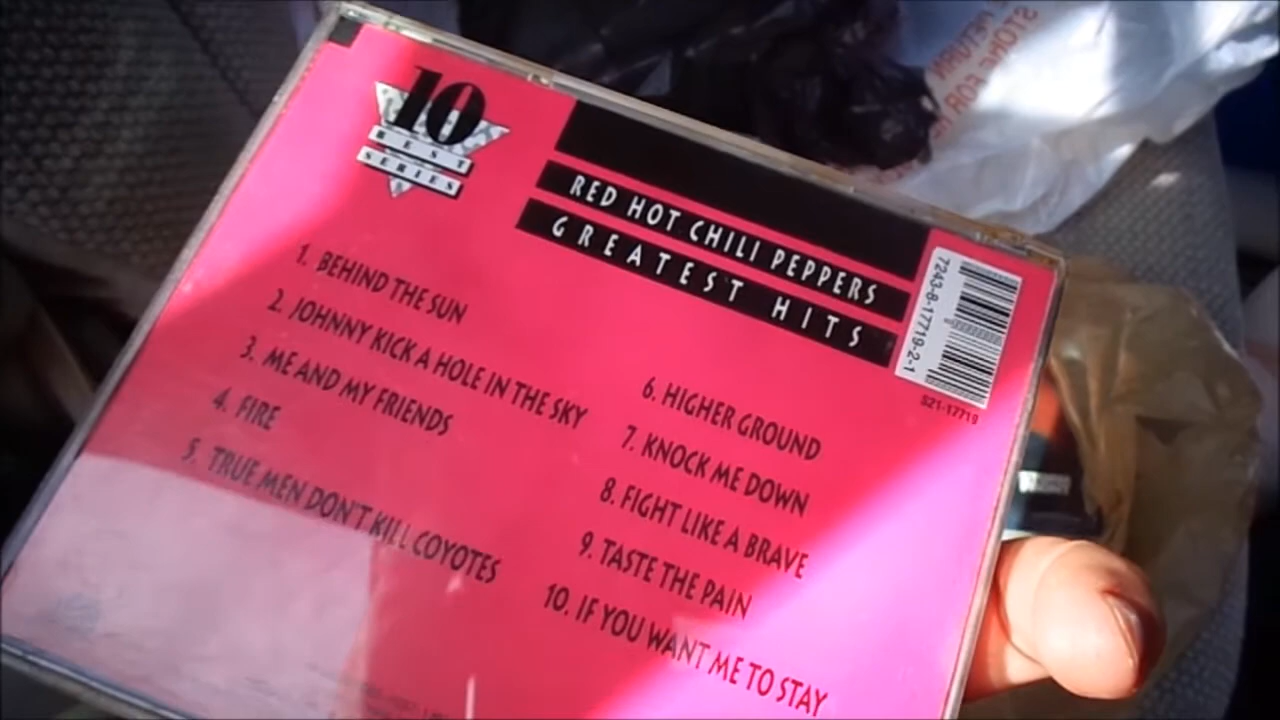 10
BEST
SERIES
RED HOT CHILI PEPPERS
GREATEST HITS
7243-8-17719-2-1
S21-17719
1. BEHIND THE SUN
2. JOHNNY KICK A HOLE IN THE SKY
3. ME AND MY FRIENDS
4. FIRE
5. TRUE MEN DON'T KILL COYOTES
6. HIGHER GROUND
7. KNOCK ME DOWN
8. FIGHT LIKE A BRAVE
9. TASTE THE PAIN
10. IF YOU WANT ME TO STAY
RETURN
STORE FOR